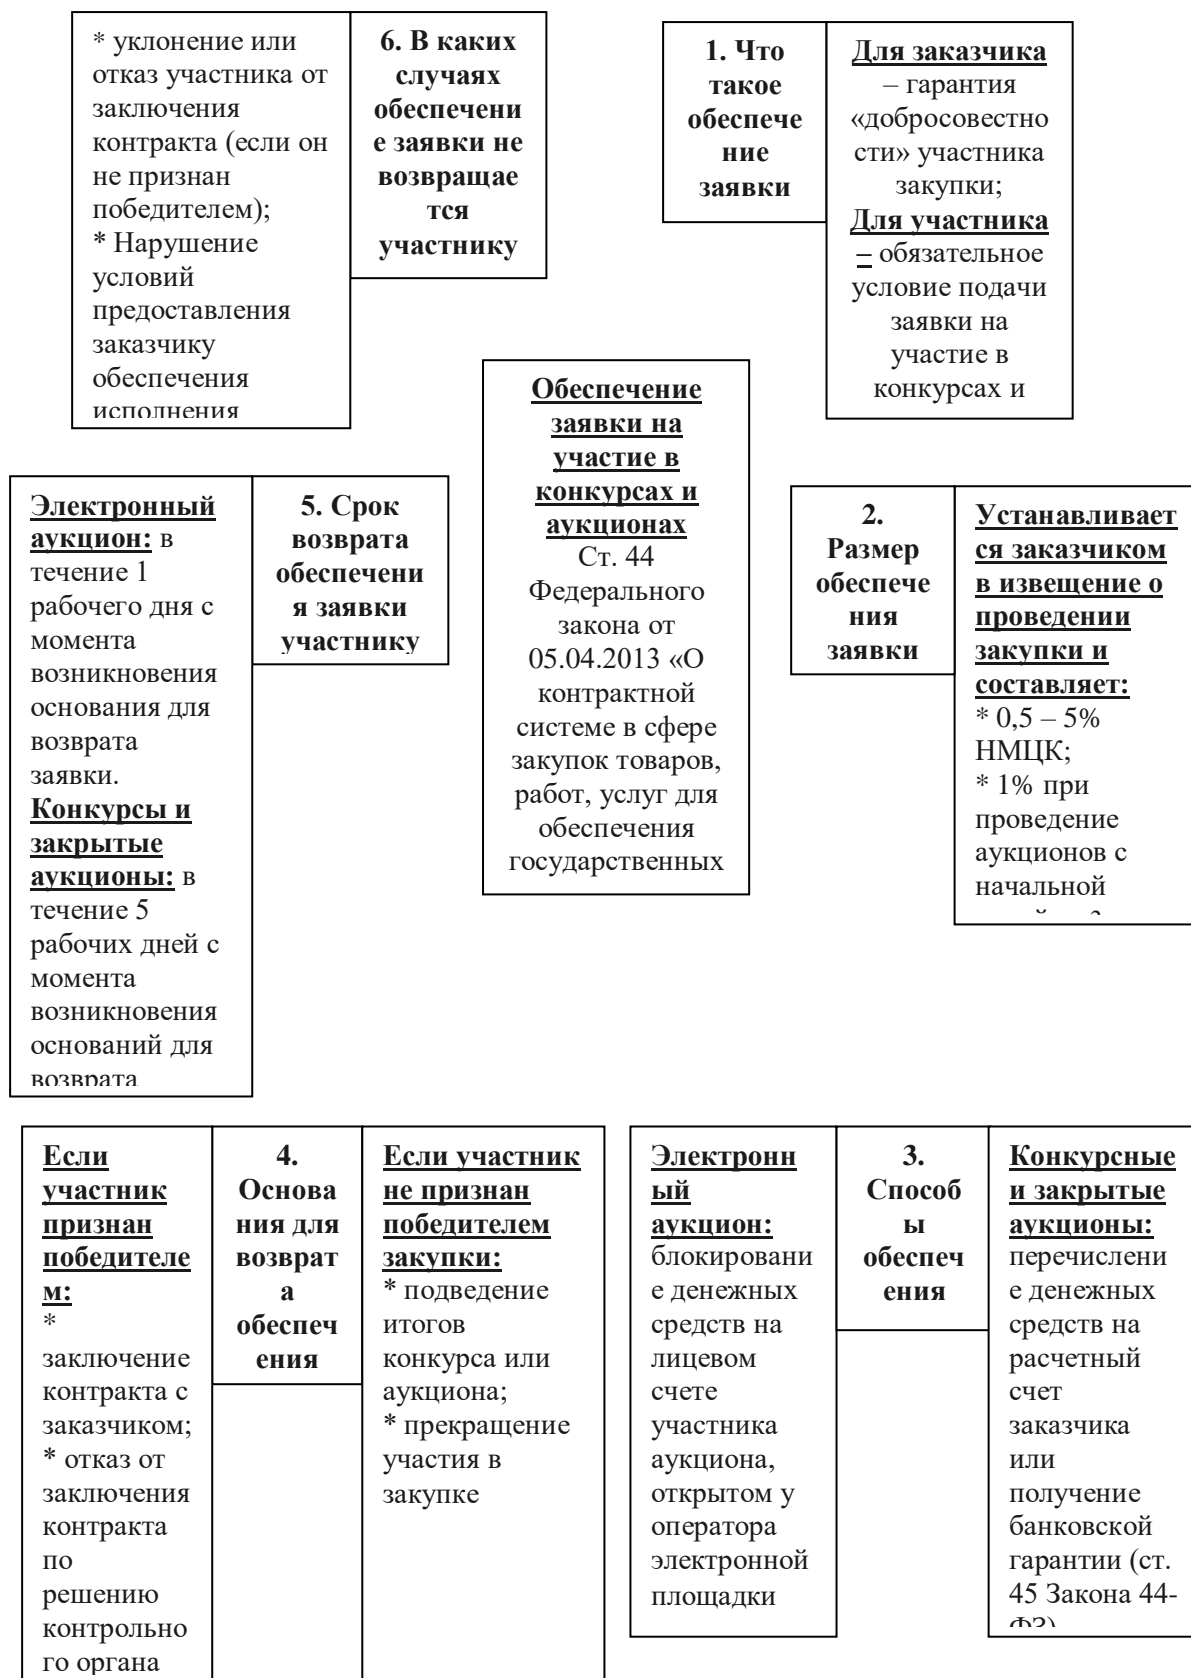 * уклонение или
отказ участника от
заключения
контракта (если он
не признан
победителем);
* Нарушение
условий
предоставления
заказчику
обеспечения
исполнения
6. В каких
случаях
обеспечени
е заявки не
возвращае
тся
участнику
1. Что
такое
обеспече
ние
заявки
Для заказчика
– гарантия
«добросовестно
сти» участника
закупки;
Для участника
– обязательное
условие подачи
заявки на
участие в
конкурсах и
Обеспечение
заявки на
участие в
конкурсах и
аукционах
Ст. 44
Федерального
закона от
05.04.2013 «О
контрактной
системе в сфере
закупок товаров,
работ, услуг для
обеспечения
государственных
Электронный
аукцион: в
течение 1
рабочего дня с
момента
возникновения
основания для
возврата
заявки.
Конкурсы и
закрытые
аукционы: в
течение 5
рабочих дней с
момента
возникновения
оснований для
возврата
5. Срок
возврата
обеспечени
я заявки
участнику
2.
Размер
обеспече
ния
заявки
Устанавливает
ся заказчиком
в извещение о
проведении
закупки и
составляет:
* 0,5 – 5%
НМЦК;
* 1% при
проведение
аукционов с
начальной
Если
участник
признан
победителе
м:
*
заключение
контракта с
заказчиком;
* отказ от
заключения
контракта
по
решению
контрольно
го органа
4.
Основа
ния для
возврат
а
обеспеч
ения
Если участник
не признан
победителем
закупки:
* подведение
итогов
конкурса или
аукциона;
* прекращение
участия в
закупке
Электронн
ый
аукцион:
блокировани
е денежных
средств на
лицевом
счете
участника
аукциона,
открытом у
оператора
электронной
площадки
3.
Способ
ы
обеспеч
ения
Конкурсные
и закрытые
аукционы:
перечислени
е денежных
средств на
расчетный
счет
заказчика
или
получение
банковской
гарантии (ст.
45 Закона 44-
ФЗ)